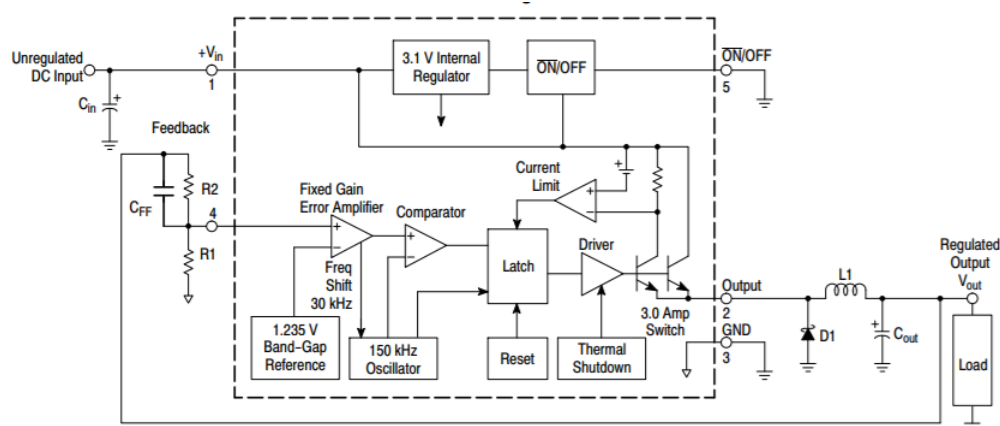 Unregulated
DC Input
+Vin
1
Cin
+
3.1 V Internal
Regulator
ON/OFF
ON/OFF
5
Feedback
CFF
R2
4
R1
Fixed Gain
Error Amplifier
+
−
Comparator
+
−
Current
Limit
+
−
+
Freq
Shift
30 kHz
Latch
Driver
1.235 V
Band−Gap
Reference
150 kHz
Oscillator
Reset
Thermal
Shutdown
3.0 Amp
Switch
Output
2
GND
3
D1
L1
+
Cout
Regulated
Output
Vout
Load